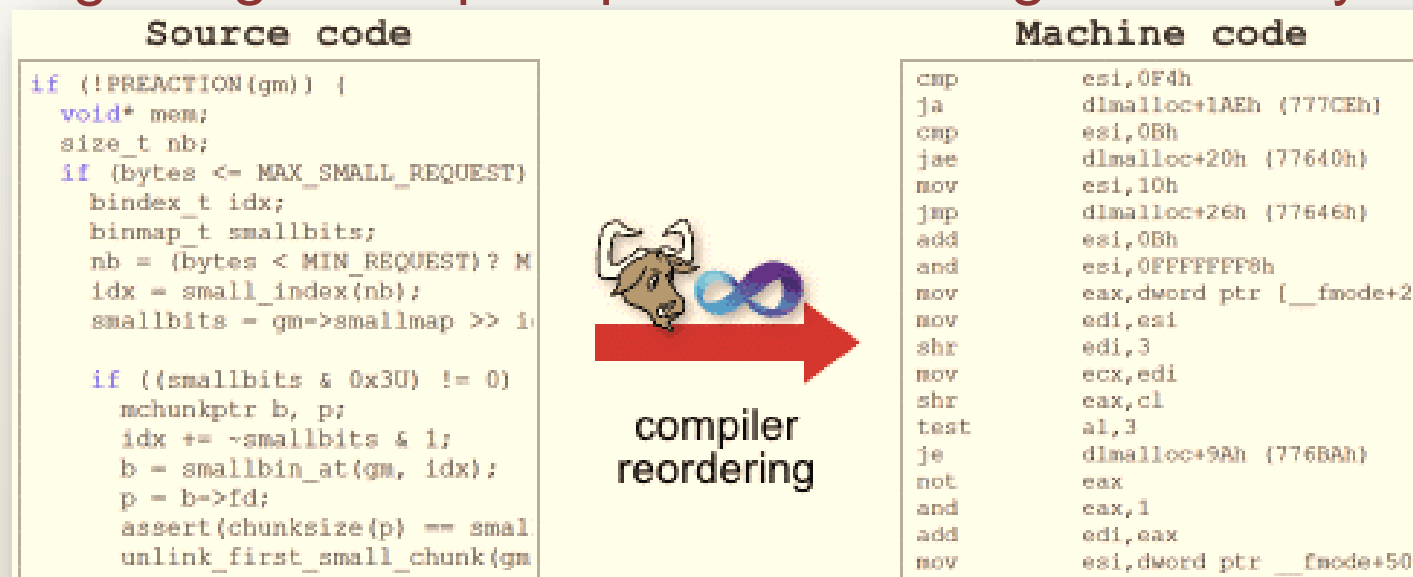 Source code
if (!PREACTION(gm)) {
void* mem;
size_t nb;
if (bytes <= MAX_SMALL_REQUEST)
bindex_t idx;
binmap_t smallbits;
nb = (bytes < MIN_REQUEST)? M
idx = small_index(nb);
smallbits = gm->smallmap >> i
if ((smallbits & 0x3U) != 0)
mchunkptr b, p;
idx += ~smallbits & 1;
b = smallbin_at(gm, idx);
p = b->fd;
assert(chunksize(p) == smal
unlink_first_small_chunk(gm
compiler
reordering
Machine code
cmp esi,0F4h
ja dlmalloc+1AEh (777CEh)
cmp esi,0Bh
jae dlmalloc+20h (77640h)
mov esi,10h
jmp dlmalloc+26h (77646h)
add esi,0Bh
and esi,0FFFFFFF8h
mov eax,dword ptr [__fmode+2
mov edi,esi
shr edi,3
mov ecx,edi
shr eax,cl
test al,3
je dlmalloc+9Ah (776BAh)
not eax
and eax,1
add edi,eax
mov esi,dword ptr __fmode+50